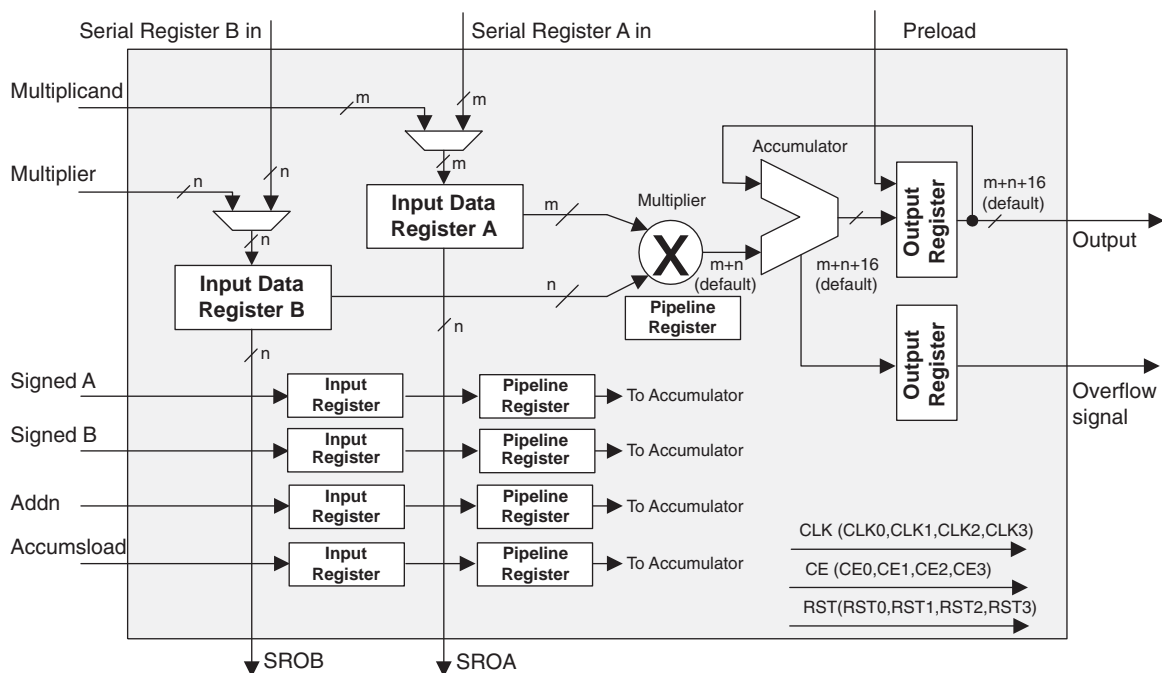 Serial Register B in
Serial Register A in
Preload
Multiplicand
m
m
Multiplier
n
n
m
n
Input Data
Register A
Input Data
Register B
m
n
n
n
Multiplier
X
m+n
(default)
Pipeline
Register
Accumulator
m+n+16
(default)
Output
Register
m+n+16
(default)
Output
Output
Register
Overflow
signal
Signed A
Input
Register
Pipeline
Register
To Accumulator
Signed B
Input
Register
Pipeline
Register
To Accumulator
Addn
Input
Register
Pipeline
Register
To Accumulator
Accumsload
Input
Register
Pipeline
Register
To Accumulator
CLK (CLK0,CLK1,CLK2,CLK3)
CE (CE0,CE1,CE2,CE3)
RST(RST0,RST1,RST2,RST3)
SROB
SROA